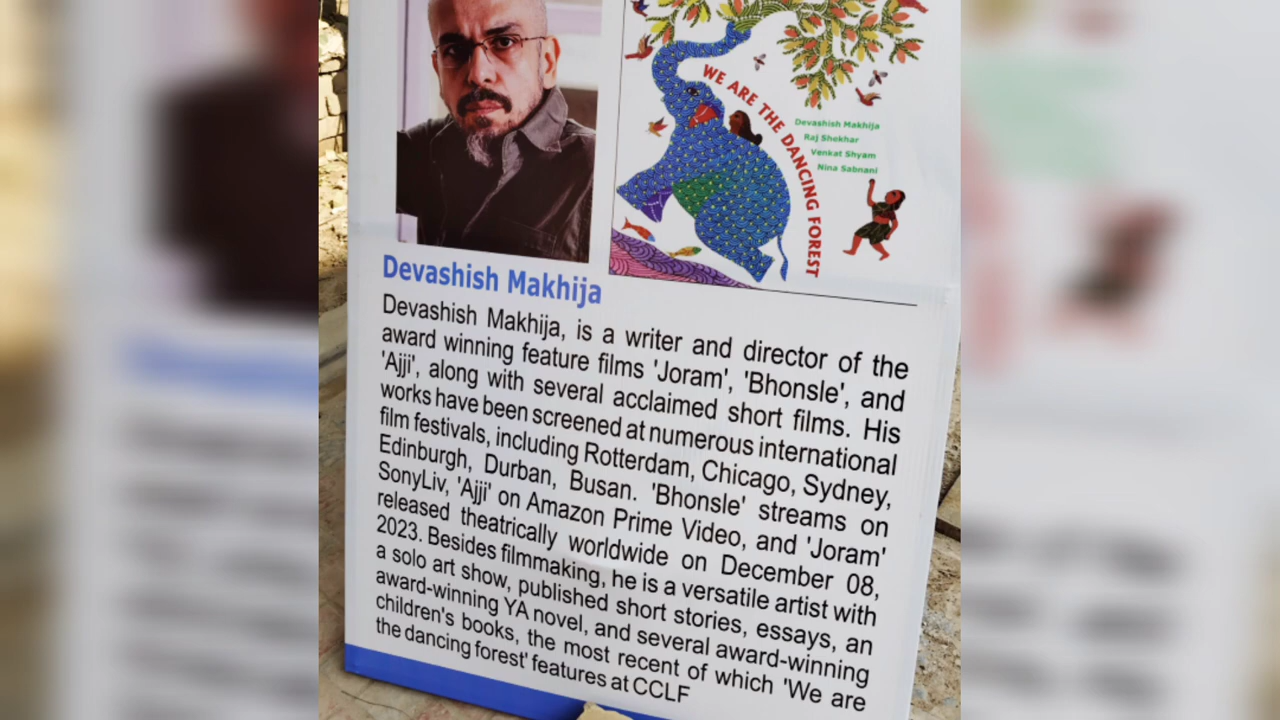 WE ARE THE DANCING FOREST
Devashish Makhija
Raj Shekhar
Venkat Shyam
Nina Sabnani
Devashish Makhija
Devashish Makhija, is a writer and director of the
award winning feature films 'Joram', 'Bhonsle', and
'Ajji', along with several acclaimed short films. His
works have been screened at numerous international
film festivals, including Rotterdam, Chicago, Sydney,
Edinburgh, Durban, Busan. 'Bhonsle' streams on
SonyLiv, 'Ajji' on Amazon Prime Video, and 'Joram'
released theatrically worldwide on December 08,
2023. Besides filmmaking, he is a versatile artist with
a solo art show, published short stories, essays, an
award-winning YA novel, and several award-winning
children's books, the most recent of which 'We are
the dancing forest' features at CCLF